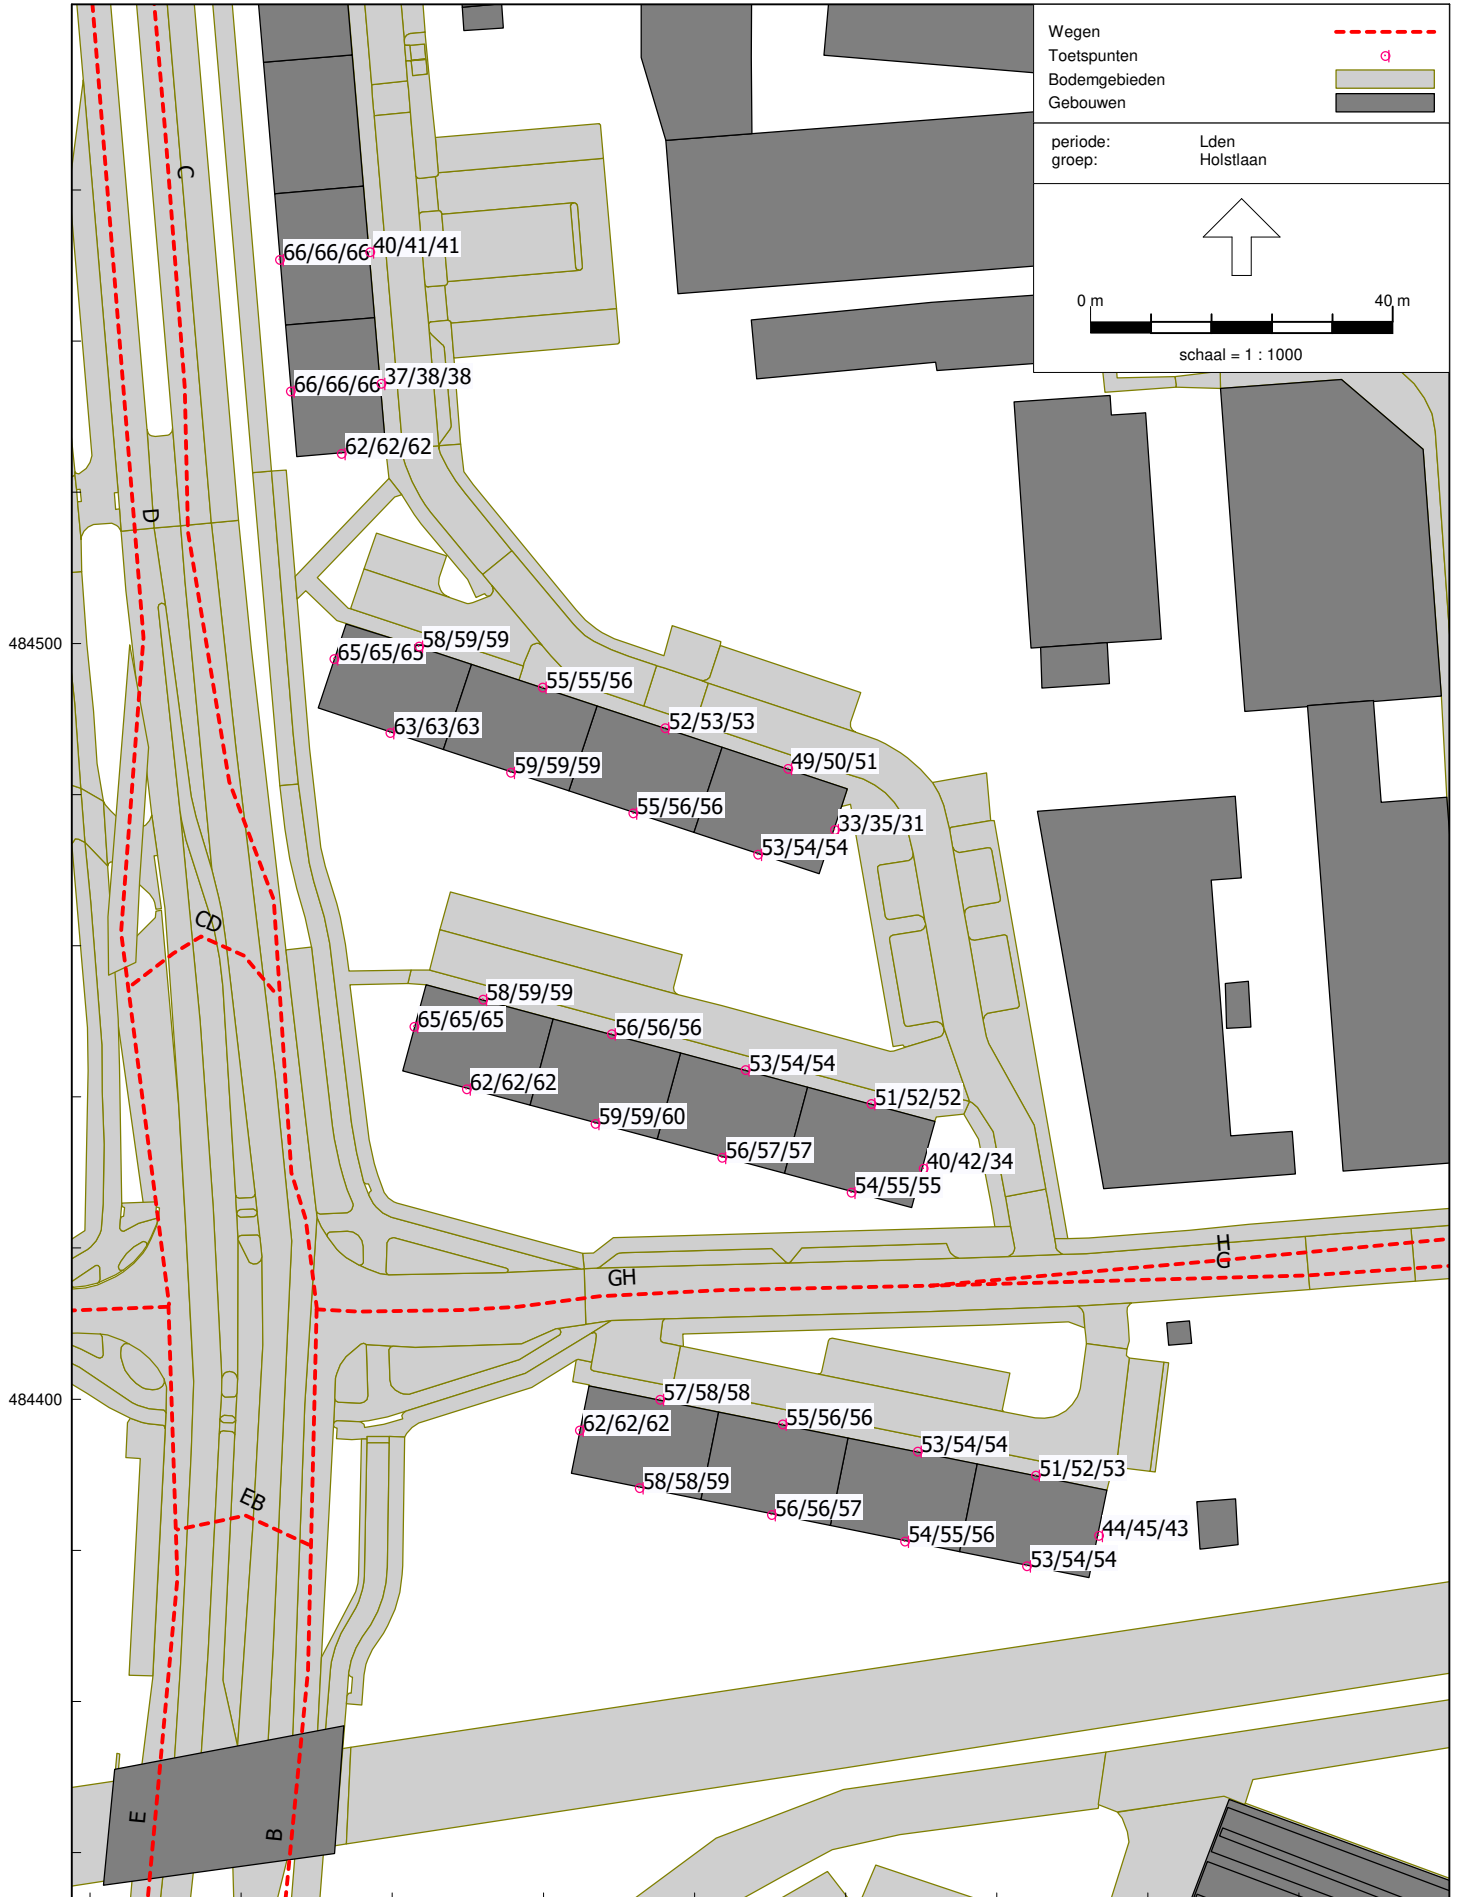 Wegen
Toetspunten
Bodemgebieden
Gebouwen
periode: Lden
groep: Holstlaan
0 m 40 m
schaal = 1 : 1000
C
66/66/66
40/41/41
66/66/66
37/38/38
62/62/62
D
484500
58/59/59
65/65/65
55/55/56
52/53/53
63/63/63
49/50/51
59/59/59
55/56/56
33/35/31
53/54/54
CD
58/59/59
65/65/65
56/56/56
53/54/54
62/62/62
51/52/52
59/59/60
56/57/57
40/42/34
54/55/55
H
G
GH
484400
57/58/58
55/56/56
62/62/62
53/54/54
51/52/53
58/58/59
56/56/57
EB
44/45/43
54/55/56
53/54/54
E
B